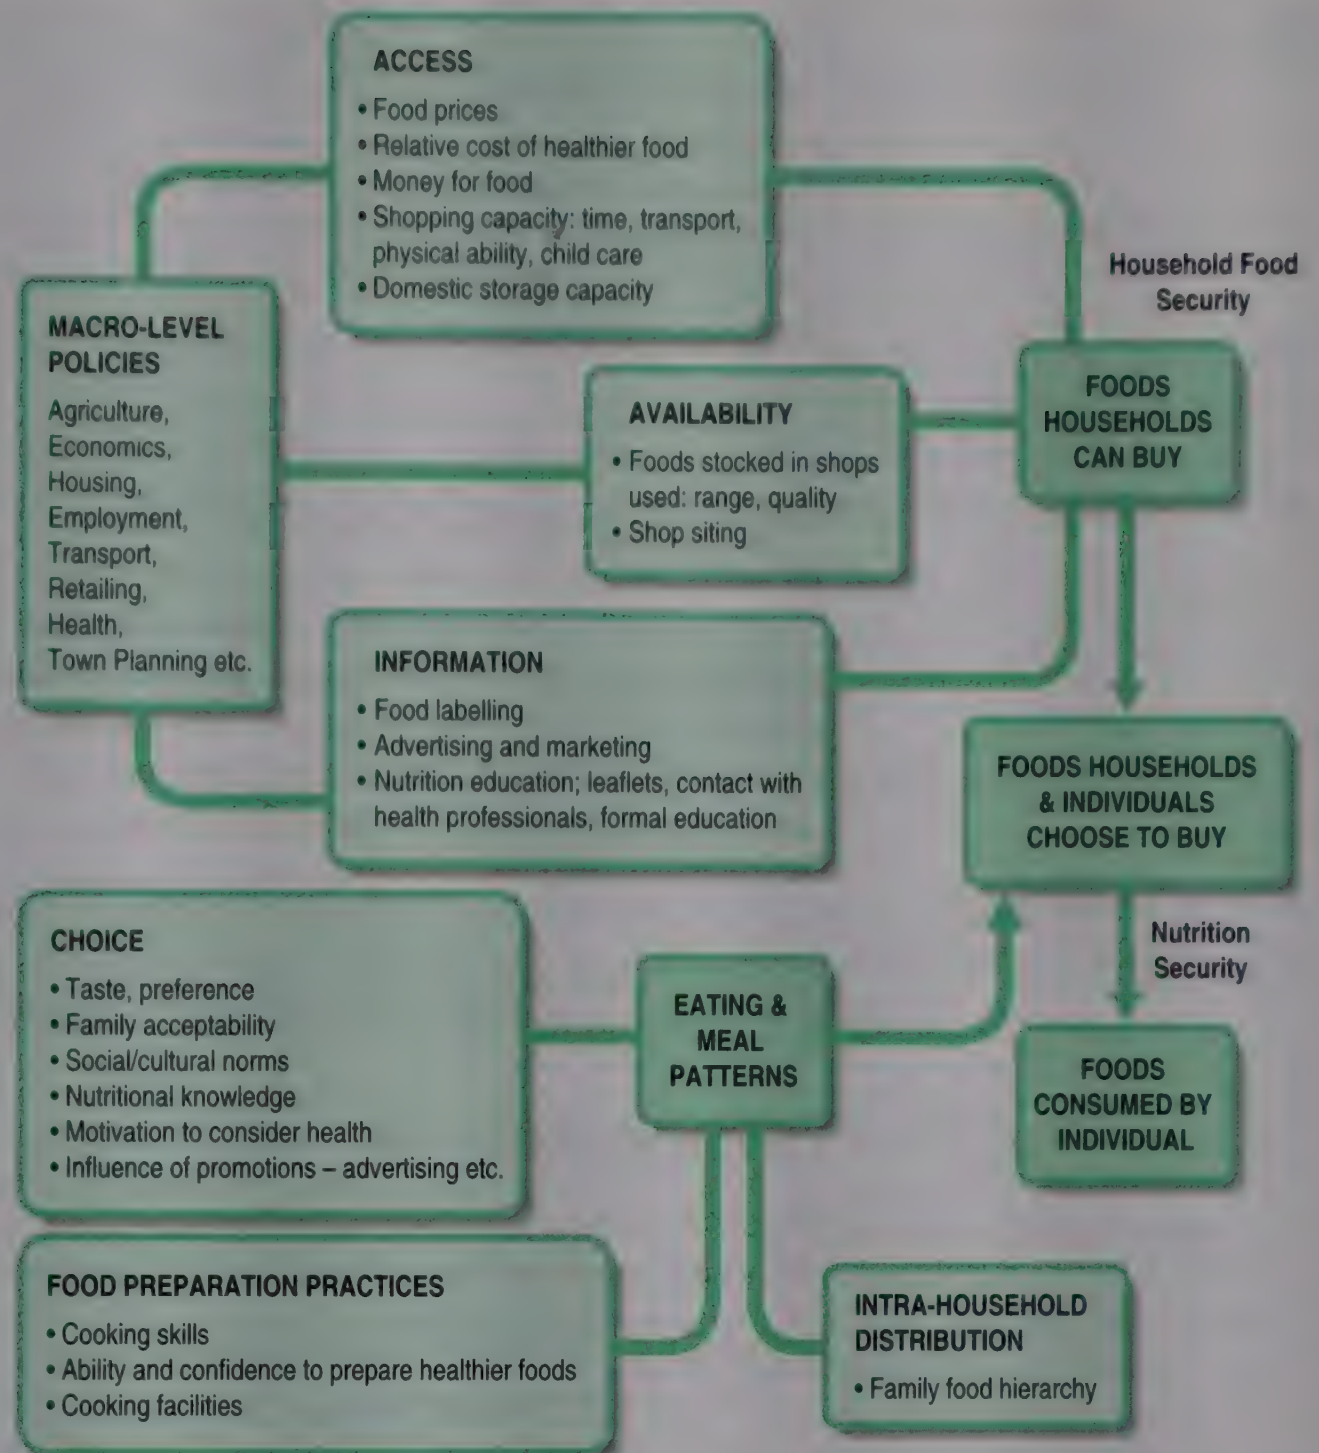 ACCESS
• Food prices
• Relative cost of healthier food
• Money for food
• Shopping capacity: time, transport,
physical ability, child care
• Domestic storage capacity
Household Food
Security
MACRO-LEVEL
POLICIES
Agriculture,
Economics,
Housing,
Employment,
Transport,
Retailing,
Health,
Town Planning etc.
AVAILABILITY
• Foods stocked in shops
used: range, quality
• Shop siting
FOODS
HOUSEHOLDS
CAN BUY
INFORMATION
• Food labelling
• Advertising and marketing
• Nutrition education; leaflets, contact with
health professionals, formal education
FOODS HOUSEHOLDS
& INDIVIDUALS
CHOOSE TO BUY
CHOICE
• Taste, preference
• Family acceptability
• Social/cultural norms
• Nutritional knowledge
• Motivation to consider health
• Influence of promotions – advertising etc.
EATING &
MEAL
PATTERNS
Nutrition
Security
FOODS
CONSUMED BY
INDIVIDUAL
FOOD PREPARATION PRACTICES
• Cooking skills
• Ability and confidence to prepare healthier foods
• Cooking facilities
INTRA-HOUSEHOLD
DISTRIBUTION
• Family food hierarchy